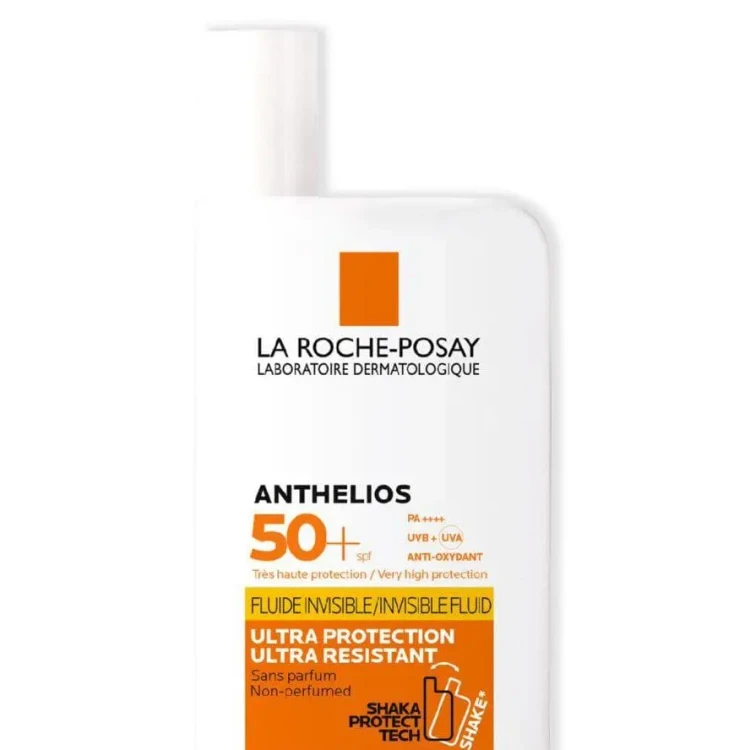 LA ROCHE-POSAY
LABORATOIRE DERMATOLOGIQUE
ANTHELIOS
50+ spf
PA ++++
UVB + UVA
ANTI-OXYDANT
Très haute protection / Very high protection
FLUIDE INVISIBLE/INVISIBLE FLUID
ULTRA PROTECTION
ULTRA RESISTANT
Sans parfum
Non-perfumed
SHAKA
PROTECT
TECH
SHAKE*